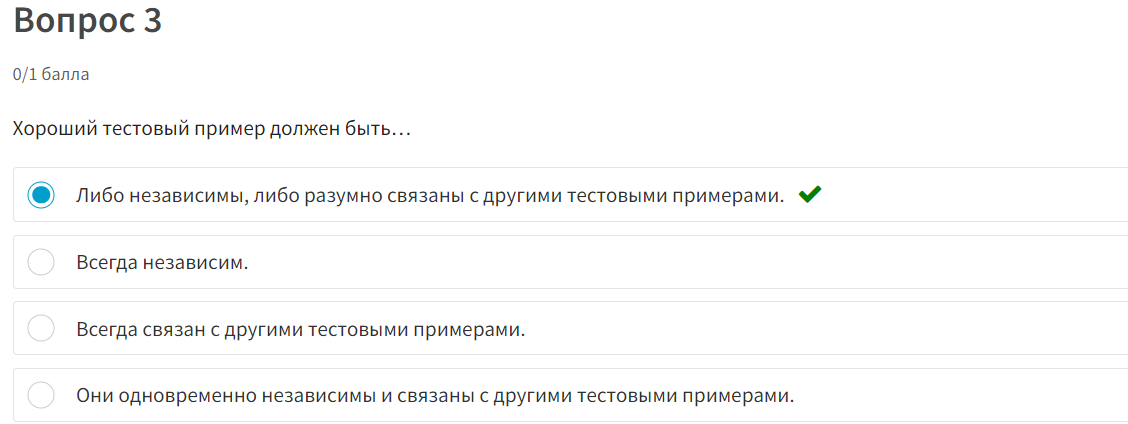 Вопрос 3
0/1 балла
Хороший тестовый пример должен быть…
Либо независимы, либо разумно связаны с другими тестовыми примерами.
Всегда независим.
Всегда связан с другими тестовыми примерами.
Они одновременно независимы и связаны с другими тестовыми примерами.